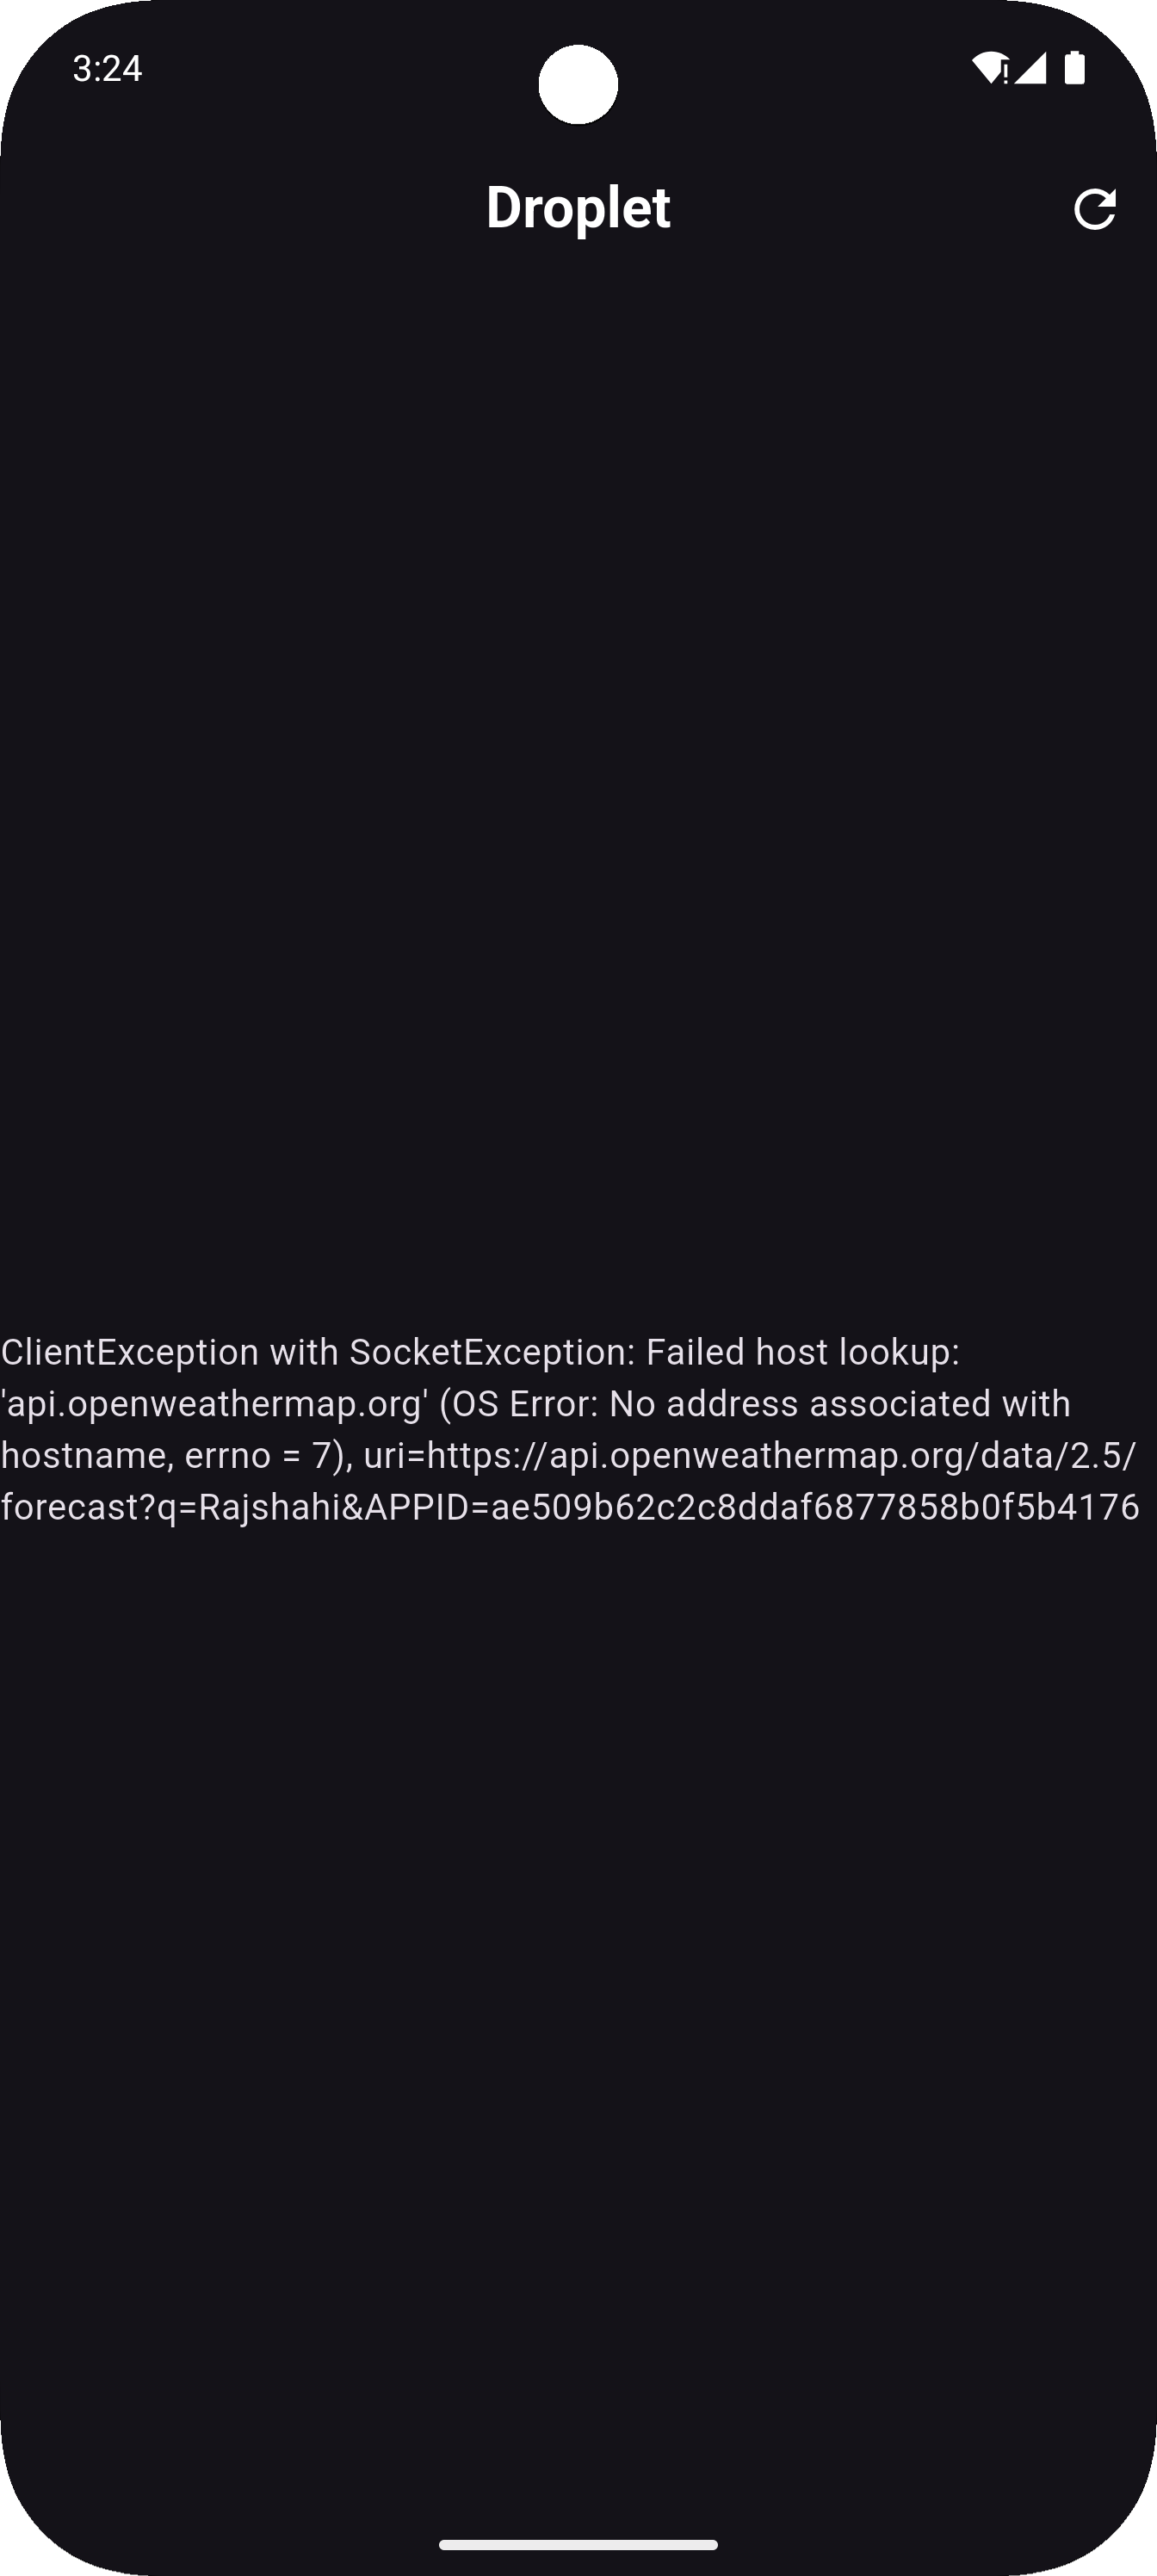 3:24
Droplet
ClientException with SocketException: Failed host lookup:
'api.openweathermap.org' (OS Error: No address associated with
hostname, errno = 7), uri=https://api.openweathermap.org/data/2.5/
forecast?q=Rajshahi&APPID=ae509b62c2c8ddaf6877858b0f5b4176